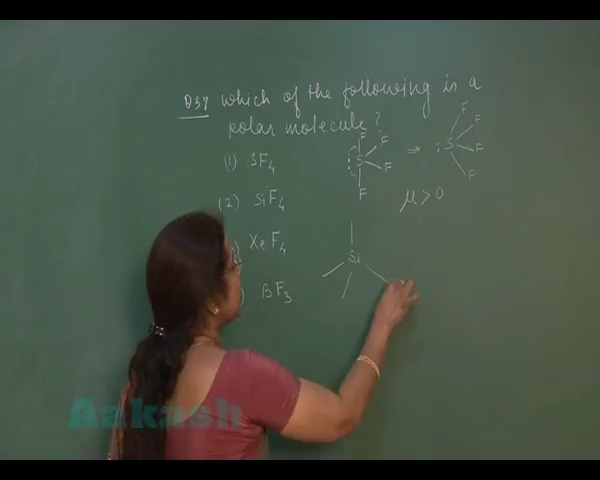 Q37. Which of the following is a
polar molecule?
(1) SF4
(2) SiF4
) XeF4
) BF3
F
F
:S
F
F
⇒
F
F
:S
F
F
μ > 0
Si
Aakash